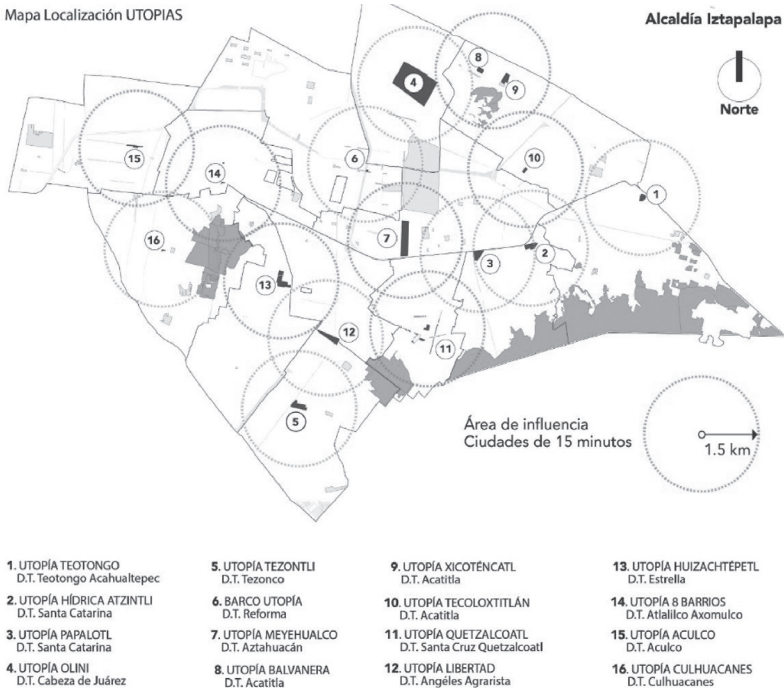 Mapa Localización UTOPIAS
Alcaldía Iztapalapa
Norte
8
4
9
6
10
15
14
1
16
7
3
2
13
12
11
5
Área de influencia
Ciudades de 15 minutos
1.5 km
1. UTOPÍA TEOTONGO
D.T. Teotongo Acahualtepec
2. UTOPÍA HÍDRICA ATZINTLI
D.T. Santa Catarina
3. UTOPÍA PAPALOTL
D.T. Santa Catarina
4. UTOPÍA OLINI
D.T. Cabeza de Juárez
5. UTOPÍA TEZONTLI
D.T. Tezonco
6. BARCO UTOPÍA
D.T. Reforma
7. UTOPÍA MEYEHUALCO
D.T. Aztahuacán
8. UTOPÍA BALVANERA
D.T. Acatitla
9. UTOPÍA XICOTÉNCATL
D.T. Acatitla
10. UTOPÍA TECOLOXTITLÁN
D.T. Acatitla
11. UTOPÍA QUETZALCOATL
D.T. Santa Cruz Quetzalcoatl
12. UTOPÍA LIBERTAD
D.T. Angéles Agrarista
13. UTOPÍA HUIZACHTÉPETL
D.T. Estrella
14. UTOPÍA 8 BARRIOS
D.T. Atlalilco Axomulco
15. UTOPÍA ACULCO
D.T. Aculco
16. UTOPÍA CULHUACANES
D.T. Culhuacanes